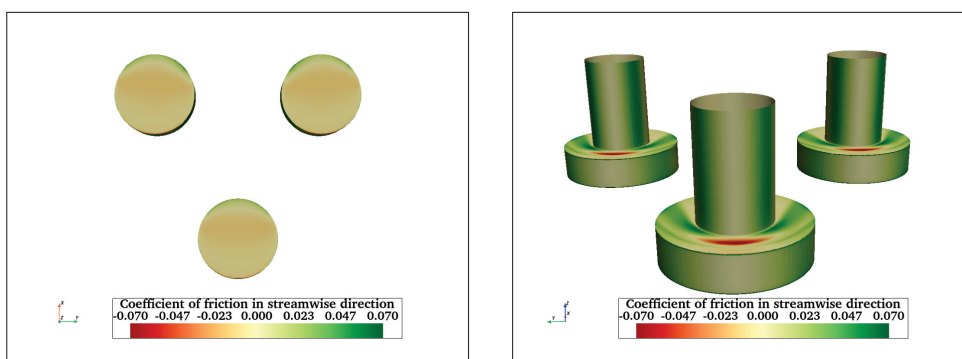 Coefficient of friction in streamwise direction
-0.070 -0.047 -0.023 0.000 0.023 0.047 0.070
X
Z Y
Coefficient of friction in streamwise direction
-0.070 -0.047 -0.023 0.000 0.023 0.047 0.070
Z
X
Y